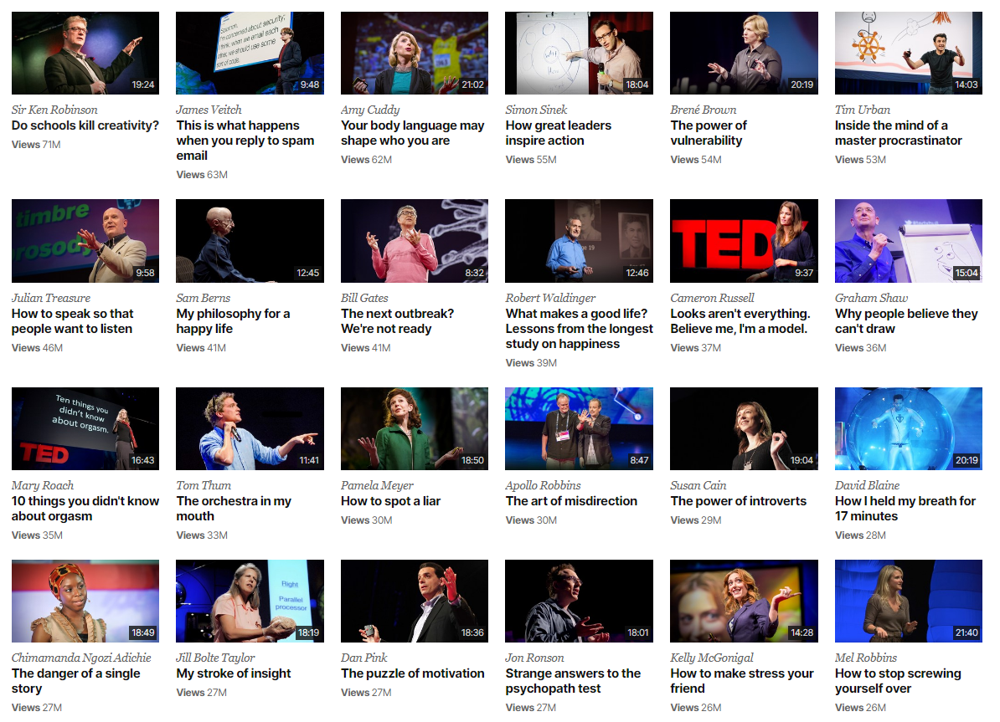 Sir Ken Robinson
Do schools kill creativity?
Views 71M
19:24
James Veitch
This is what happens
when you reply to spam
email
Views 63M
9:48
Amy Cuddy
Your body language may
shape who you are
Views 62M
21:02
Simon Sinek
How great leaders
inspire action
Views 55M
18:04
Brené Brown
The power of
vulnerability
Views 54M
20:19
Tim Urban
Inside the mind of a
master procrastinator
Views 53M
14:03
timbre
prosody
9:58
Julian Treasure
How to speak so that
people want to listen
Views 46M
12:45
Sam Berns
My philosophy for a
happy life
Views 41M
8:32
Bill Gates
The next outbreak?
We're not ready
Views 41M
12:46
Robert Waldinger
What makes a good life?
Lessons from the longest
study on happiness
Views 39M
TED
9:37
Cameron Russell
Looks aren't everything.
Believe me, I'm a model.
Views 37M
15:04
Graham Shaw
Why people believe they
can't draw
Views 36M
Ten things you
didn't know
about orgasm.
TED
16:43
Mary Roach
10 things you didn't know
about orgasm
Views 35M
11:41
Tom Thum
The orchestra in my
mouth
Views 33M
18:50
Pamela Meyer
How to spot a liar
Views 30M
8:47
Apollo Robbins
The art of misdirection
Views 30M
19:04
Susan Cain
The power of introverts
Views 29M
20:19
David Blaine
How I held my breath for
17 minutes
Views 28M
18:49
Chimamanda Ngozi Adichie
The danger of a single
story
Views 27M
Right
Parallel
processor
18:19
Jill Bolte Taylor
My stroke of insight
Views 27M
18:36
Dan Pink
The puzzle of motivation
Views 27M
18:01
Jon Ronson
Strange answers to the
psychopath test
Views 27M
14:28
Kelly McGonigal
How to make stress your
friend
Views 26M
21:40
Mel Robbins
How to stop screwing
yourself over
Views 26M